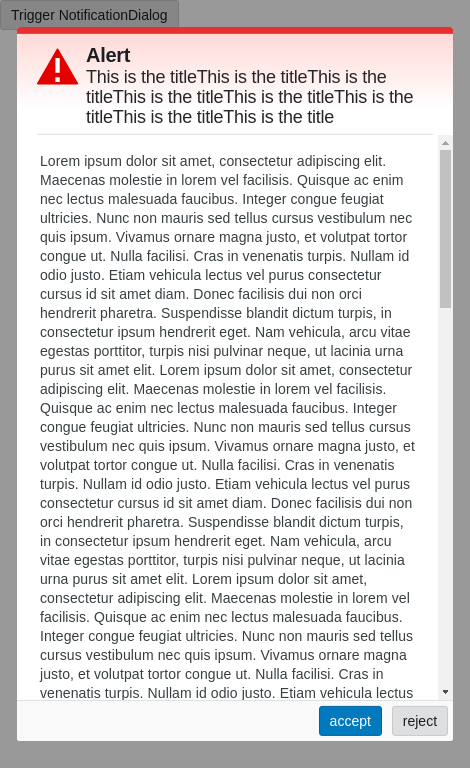 Trigger NotificationDialog
Alert
This is the titleThis is the titleThis is the
titleThis is the titleThis is the titleThis is the
titleThis is the titleThis is the title
Lorem ipsum dolor sit amet, consectetur adipiscing elit.
Maecenas molestie in lorem vel facilisis. Quisque ac enim
nec lectus malesuada faucibus. Integer congue feugiat
ultricies. Nunc non mauris sed tellus cursus vestibulum nec
quis ipsum. Vivamus ornare magna justo, et volutpat tortor
congue ut. Nulla facilisi. Cras in venenatis turpis. Nullam id
odio justo. Etiam vehicula lectus vel purus consectetur
cursus id sit amet diam. Donec facilisis dui non orci
hendrerit pharetra. Suspendisse blandit dictum turpis, in
consectetur ipsum hendrerit eget. Nam vehicula, arcu vitae
egestas porttitor, turpis nisi pulvinar neque, ut lacinia urna
purus sit amet elit. Lorem ipsum dolor sit amet, consectetur
adipiscing elit. Maecenas molestie in lorem vel facilisis.
Quisque ac enim nec lectus malesuada faucibus. Integer
congue feugiat ultricies. Nunc non mauris sed tellus cursus
vestibulum nec quis ipsum. Vivamus ornare magna justo, et
volutpat tortor congue ut. Nulla facilisi. Cras in venenatis
turpis. Nullam id odio justo. Etiam vehicula lectus vel purus
consectetur cursus id sit amet diam. Donec facilisis dui non
orci hendrerit pharetra. Suspendisse blandit dictum turpis,
in consectetur ipsum hendrerit eget. Nam vehicula, arcu
vitae egestas porttitor, turpis nisi pulvinar neque, ut lacinia
urna purus sit amet elit. Lorem ipsum dolor sit amet,
consectetur adipiscing elit. Maecenas molestie in lorem vel
facilisis. Quisque ac enim nec lectus malesuada faucibus.
Integer congue feugiat ultricies. Nunc non mauris sed tellus
cursus vestibulum nec quis ipsum. Vivamus ornare magna
justo, et volutpat tortor congue ut. Nulla facilisi. Cras in
venenatis turpis. Nullam id odio justo. Etiam vehicula lectus
accept reject